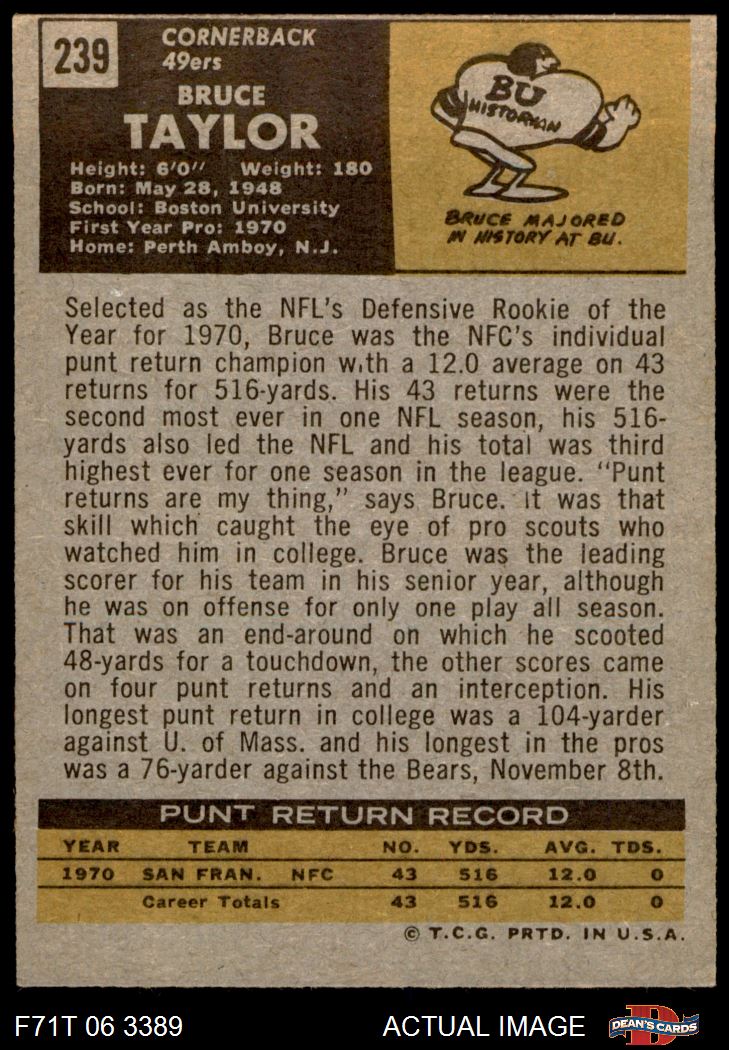 239
CORNERBACK
49ers
BRUCE
TAYLOR
Height: 6'0" Weight: 180
Born: May 28, 1948
School: Boston University
First Year Pro: 1970
Home: Perth Amboy, N.J.
BU
HISTORMAN
BRUCE MAJORED
IN HISTORY AT BU.
Selected as the NFL's Defensive Rookie of the
Year for 1970, Bruce was the NFC's individual
punt return champion with a 12.0 average on 43
returns for 516-yards. His 43 returns were the
second most ever in one NFL season, his 516-
yards also led the NFL and his total was third
highest ever for one season in the league. "Punt
returns are my thing," says Bruce. It was that
skill which caught the eye of pro scouts who
watched him in college. Bruce was the leading
scorer for his team in his senior year, although
he was on offense for only one play all season.
That was an end-around on which he scooted
48-yards for a touchdown, the other scores came
on four punt returns and an interception. His
longest punt return in college was a 104-yarder
against U. of Mass. and his longest in the pros
was a 76-yarder against the Bears, November 8th.
PUNT RETURN RECORD
YEAR TEAM NO. YDS. AVG. TDS.
1970 SAN FRAN. NFC 43 516 12.0 0
Career Totals 43 516 12.0 0
© T.C.G. PRTD. IN U.S.A.
F71T 06 3389 ACTUAL IMAGE D DEAN'S CARDS